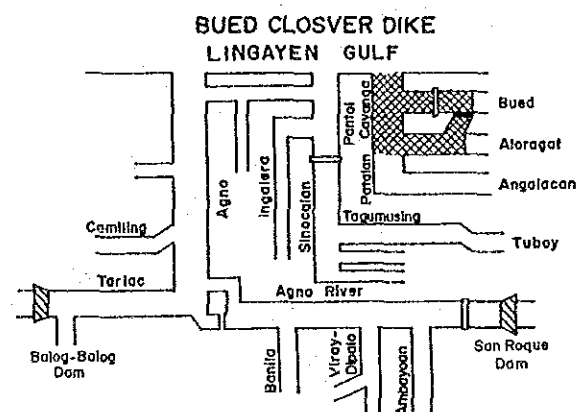 BUED CLOSVER DIKE
LINGAYEN GULF
Pantol
Cayanga
Bued
Aloragat
Patalan
Angalacan
Agno
Ingalera
Sinocalan
Tagumusing
Camiling
Tuboy
Tarlac
Agno River
Balog-Balog
Dam
Banila
Viray-
Dipalo
Ambayoan
San Roque
Dam